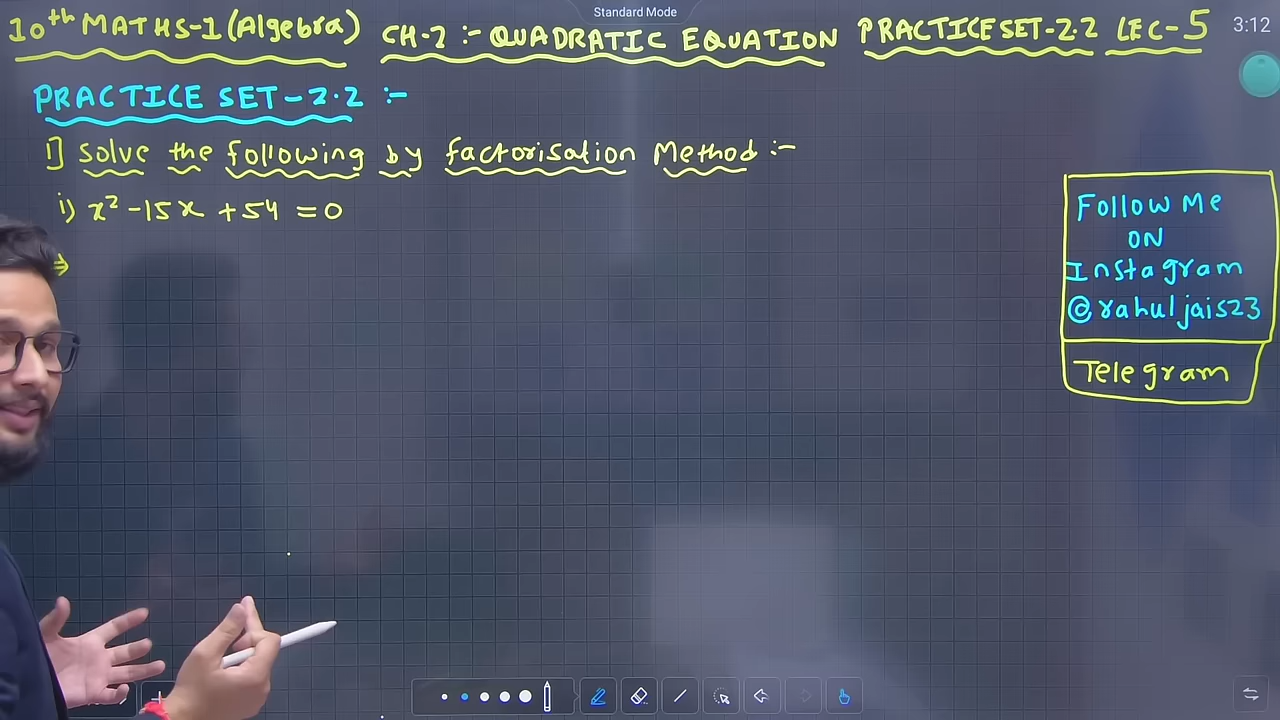 Standard Mode
10th MATHS-1 (Algebra) CH-2 :- QUADRATIC EQUATION PRACTICE SET-2.2 LEC-5
3:12
PRACTICE SET-2.2 :-
1] Solve the following by factorisation Method :-
i) x² -15x +54 = 0
⇒
Follow Me
ON
Instagram
@rahuljais23
Telegram